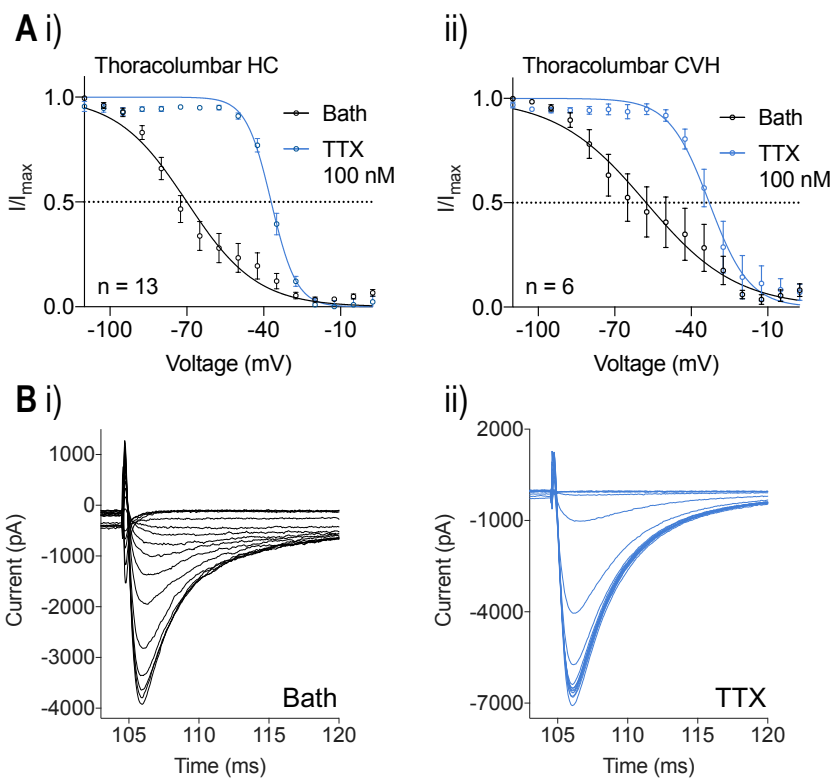 A i)
Thoracolumbar HC
1.0
0.5
0.0
I/Imax
Bath
TTX
100 nM
n = 13
-100 -70 -40 -10
Voltage (mV)
ii)
Thoracolumbar CVH
1.0
0.5
0.0
I/Imax
Bath
TTX
100 nM
n = 6
-100 -70 -40 -10
Voltage (mV)
B i)
1000
0
-1000
-2000
-3000
-4000
Current (pA)
Bath
105 110 115 120
Time (ms)
ii)
2000
-1000
-4000
-7000
Current (pA)
TTX
105 110 115 120
Time (ms)